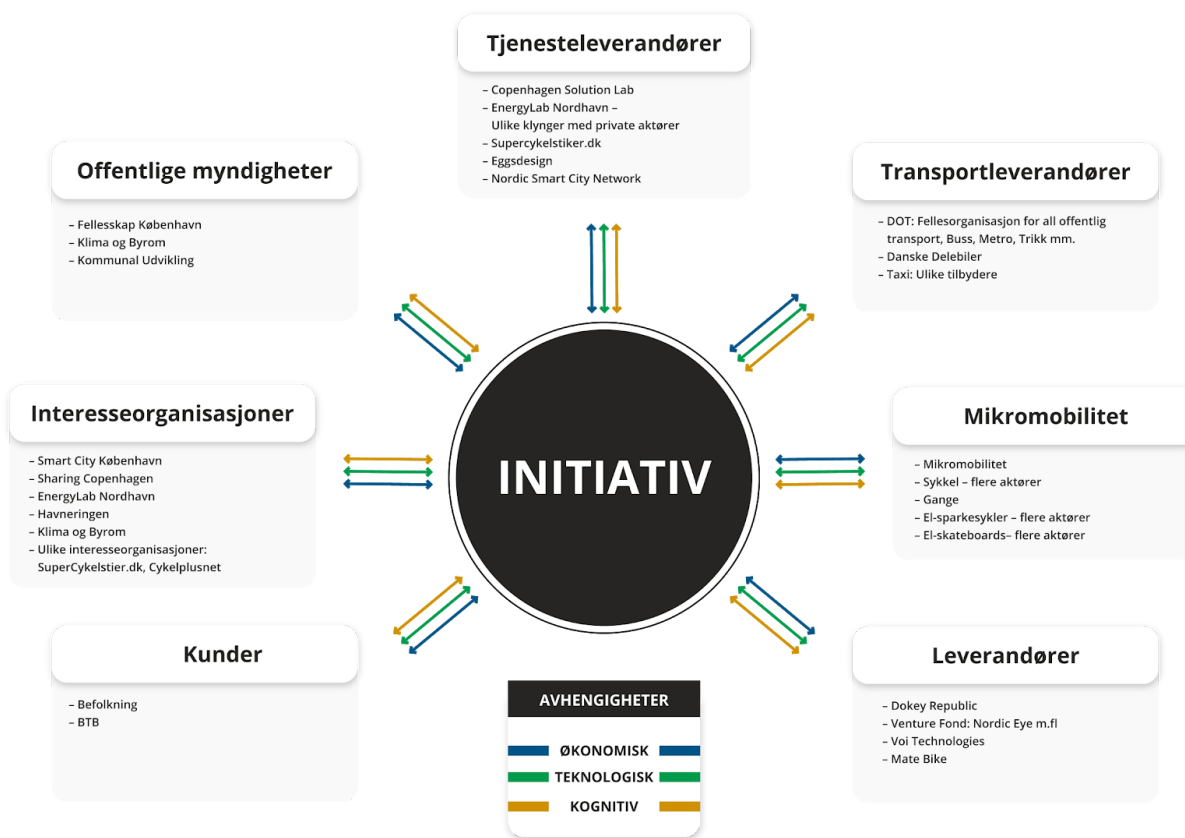 Tjenesteleverandører
– Copenhagen Solution Lab
– EnergyLab Nordhavn –
Ulike klynger med private aktører
– Supercykelstiker.dk
– Eggsdesign
– Nordic Smart City Network
Offentlige myndigheter
– Fellesskap København
– Klima og Byrom
– Kommunal Udvikling
Transportleverandører
– DOT: Fellesorganisasjon for all offentlig
transport, Buss, Metro, Trikk mm.
– Danske Delebiler
– Taxi: Ulike tilbydere
Interesseorganisasjoner
– Smart City København
– Sharing Copenhagen
– EnergyLab Nordhavn
– Havneringen
– Klima og Byrom
– Ulike interesseorganisasjoner:
SuperCykelstier.dk, Cykelplusnet
INITIATIV
Mikromobilitet
– Mikromobilitet
– Sykkel – flere aktører
– Gange
– El-sparkesykler – flere aktører
– El-skateboards– flere aktører
Kunder
– Befolkning
– BTB
Leverandører
– Dokey Republic
– Venture Fond: Nordic Eye m.fl
– Voi Technologies
– Mate Bike
AVHENGIGHETER
ØKONOMISK
TEKNOLOGISK
KOGNITIV